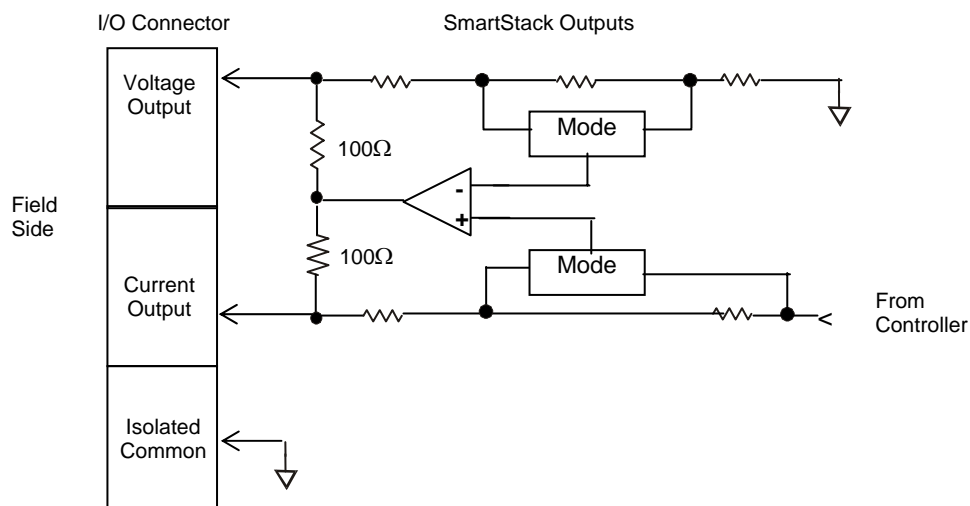 I/O Connector
SmartStack Outputs
Voltage
Output
Mode
100Ω
Field
Side
-
+
100Ω
Mode
Current
Output
From
Controller
Isolated
Common